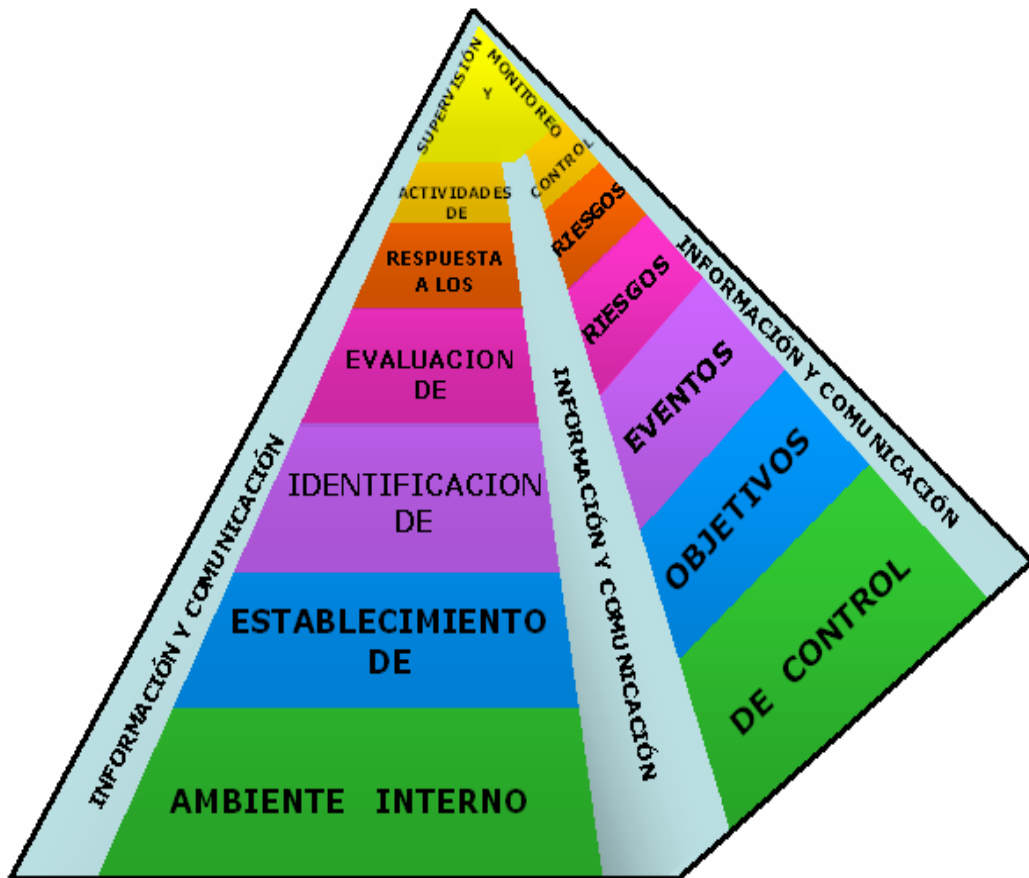 SUPERVISIÓN
Y
MONITOREO
ACTIVIDADES
DE
CONTROL
RESPUESTA
A LOS
RIESGOS
EVALUACION
DE
RIESGOS
IDENTIFICACION
DE
EVENTOS
ESTABLECIMIENTO
DE
OBJETIVOS
AMBIENTE INTERNO
DE CONTROL
INFORMACIÓN Y COMUNICACIÓN
INFORMACIÓN Y COMUNICACIÓN
INFORMACIÓN Y COMUNICACIÓN